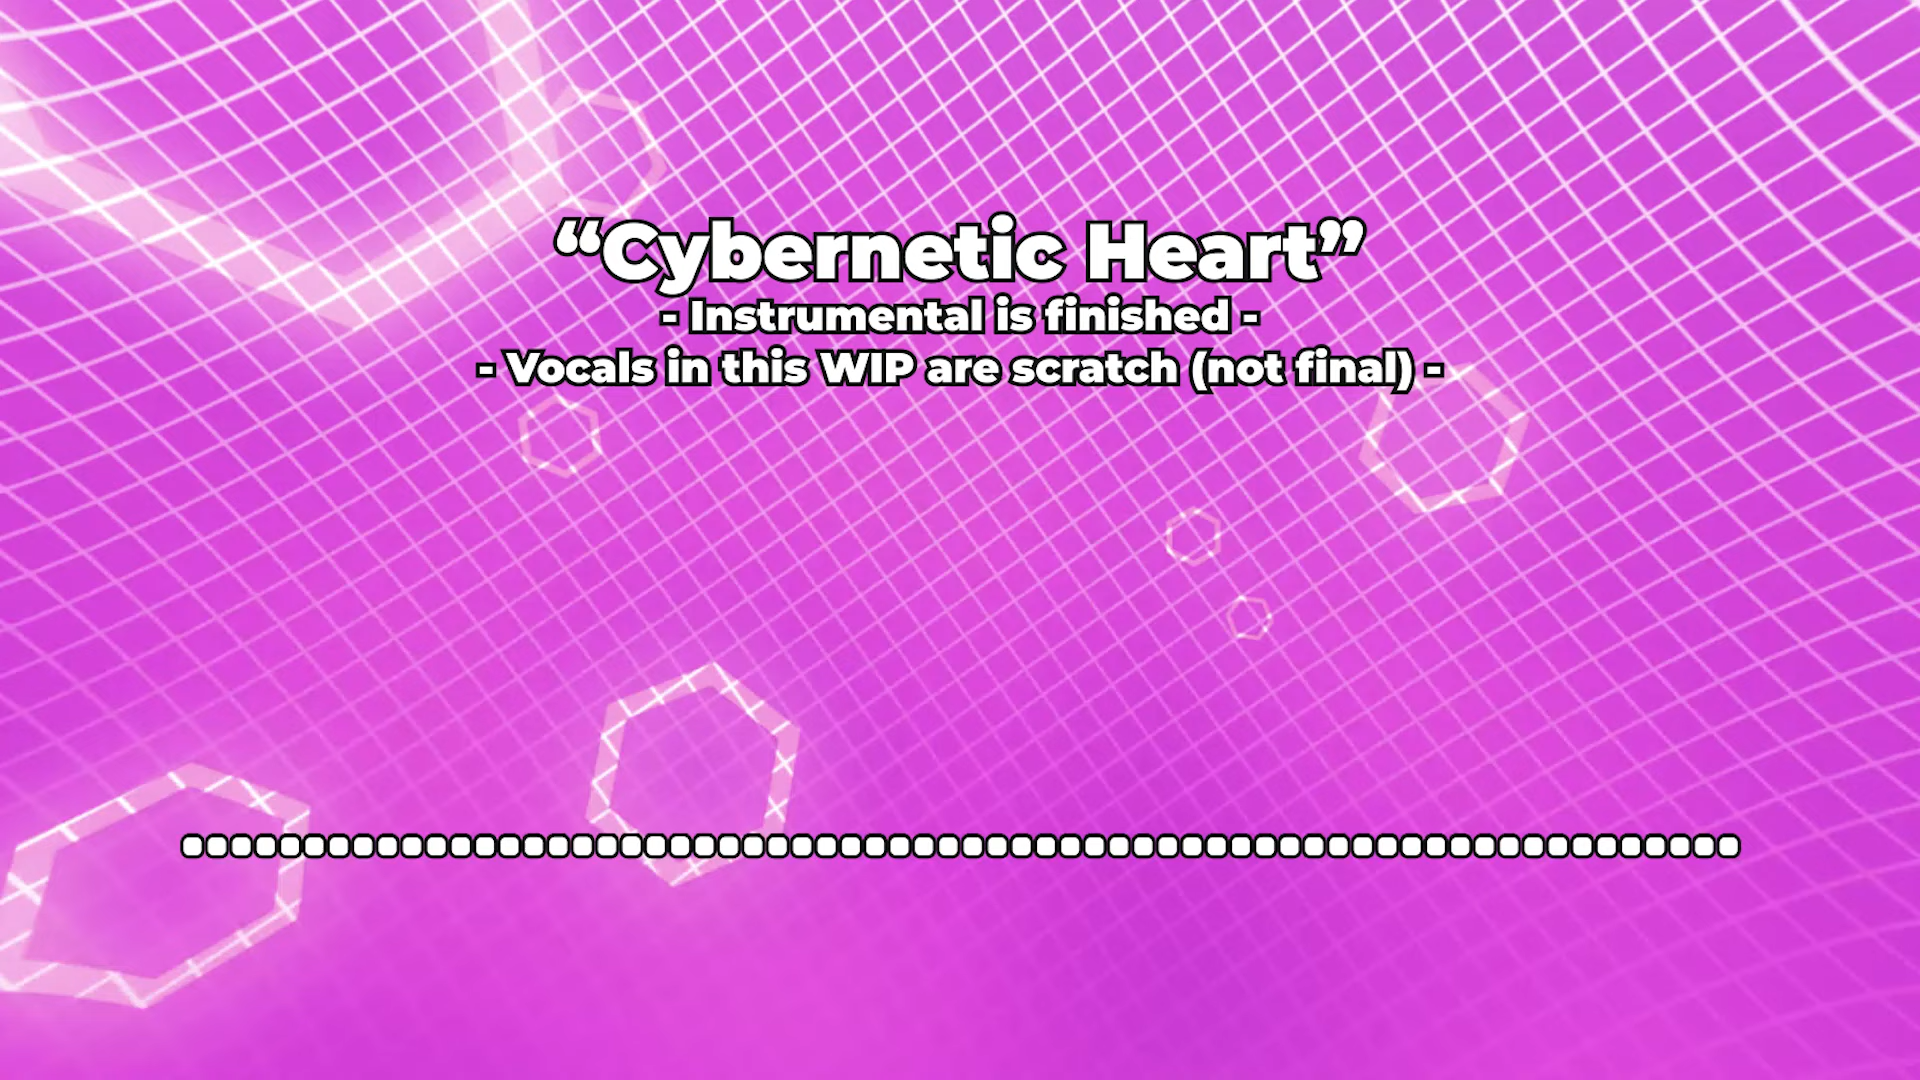 “Cybernetic Heart”
- Instrumental is finished -
- Vocals in this WIP are scratch (not final) -